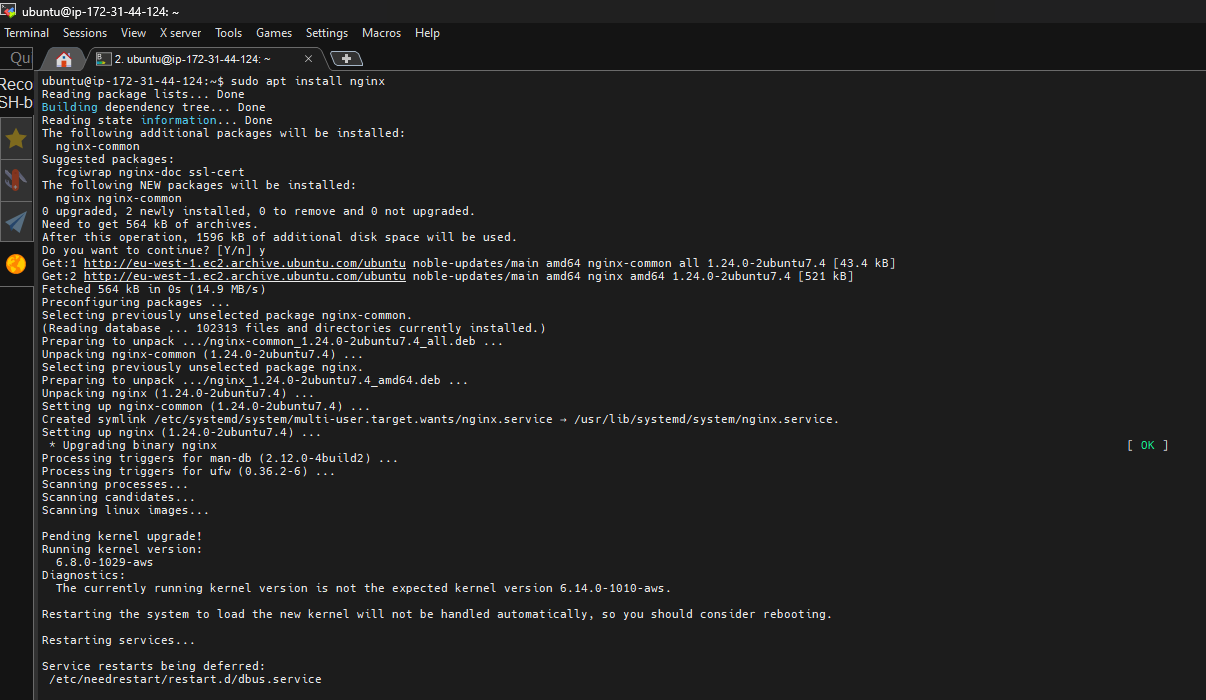 ubuntu@ip-172-31-44-124: ~
Terminal Sessions View X server Tools Games Settings Macros Help
Qu
2. ubuntu@ip-172-31-44-124: ~
Reco
SH-b
ubuntu@ip-172-31-44-124:~$ sudo apt install nginx
Reading package lists... Done
Building dependency tree... Done
Reading state information... Done
The following additional packages will be installed:
  nginx-common
Suggested packages:
  fcgiwrap nginx-doc ssl-cert
The following NEW packages will be installed:
  nginx nginx-common
0 upgraded, 2 newly installed, 0 to remove and 0 not upgraded.
Need to get 564 kB of archives.
After this operation, 1596 kB of additional disk space will be used.
Do you want to continue? [Y/n] y
Get:1 http://eu-west-1.ec2.archive.ubuntu.com/ubuntu noble-updates/main amd64 nginx-common all 1.24.0-2ubuntu7.4 [43.4 kB]
Get:2 http://eu-west-1.ec2.archive.ubuntu.com/ubuntu noble-updates/main amd64 nginx amd64 1.24.0-2ubuntu7.4 [521 kB]
Fetched 564 kB in 0s (14.9 MB/s)
Preconfiguring packages ...
Selecting previously unselected package nginx-common.
(Reading database ... 102313 files and directories currently installed.)
Preparing to unpack .../nginx-common_1.24.0-2ubuntu7.4_all.deb ...
Unpacking nginx-common (1.24.0-2ubuntu7.4) ...
Selecting previously unselected package nginx.
Preparing to unpack .../nginx_1.24.0-2ubuntu7.4_amd64.deb ...
Unpacking nginx (1.24.0-2ubuntu7.4) ...
Setting up nginx-common (1.24.0-2ubuntu7.4) ...
Created symlink /etc/systemd/system/multi-user.target.wants/nginx.service → /usr/lib/systemd/system/nginx.service.
Setting up nginx (1.24.0-2ubuntu7.4) ...
 * Upgrading binary nginx [ OK ]
Processing triggers for man-db (2.12.0-4build2) ...
Processing triggers for ufw (0.36.2-6) ...
Scanning processes...
Scanning candidates...
Scanning linux images...
Pending kernel upgrade!
Running kernel version:
  6.8.0-1029-aws
Diagnostics:
  The currently running kernel version is not the expected kernel version 6.14.0-1010-aws.
Restarting the system to load the new kernel will not be handled automatically, so you should consider rebooting.
Restarting services...
Service restarts being deferred:
 /etc/needrestart/restart.d/dbus.service